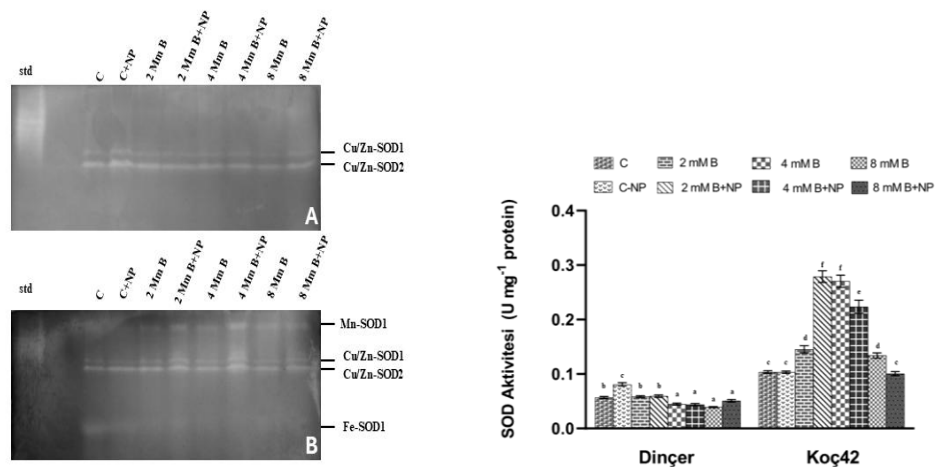 std
C
C+NP
2 Mm B
2 Mm B+NP
4 Mm B
4 Mm B+NP
8 Mm B
8 Mm B+NP
Cu/Zn-SOD1
Cu/Zn-SOD2
A
std
C
C+NP
2 Mm B
2 Mm B+NP
4 Mm B
4 Mm B+NP
8 Mm B
8 Mm B+NP
Mn-SOD1
Cu/Zn-SOD1
Cu/Zn-SOD2
Fe-SOD1
B
C 2 mM B 4 mM B 8 mM B
C-NP 2 mM B+NP 4 mM B+NP 8 mM B+NP
SOD Aktivitesi (U mg⁻¹ protein)
0.4
0.3
0.2
0.1
0.0
b c b b a a a a
c c d f f e d c
Dinçer Koç42